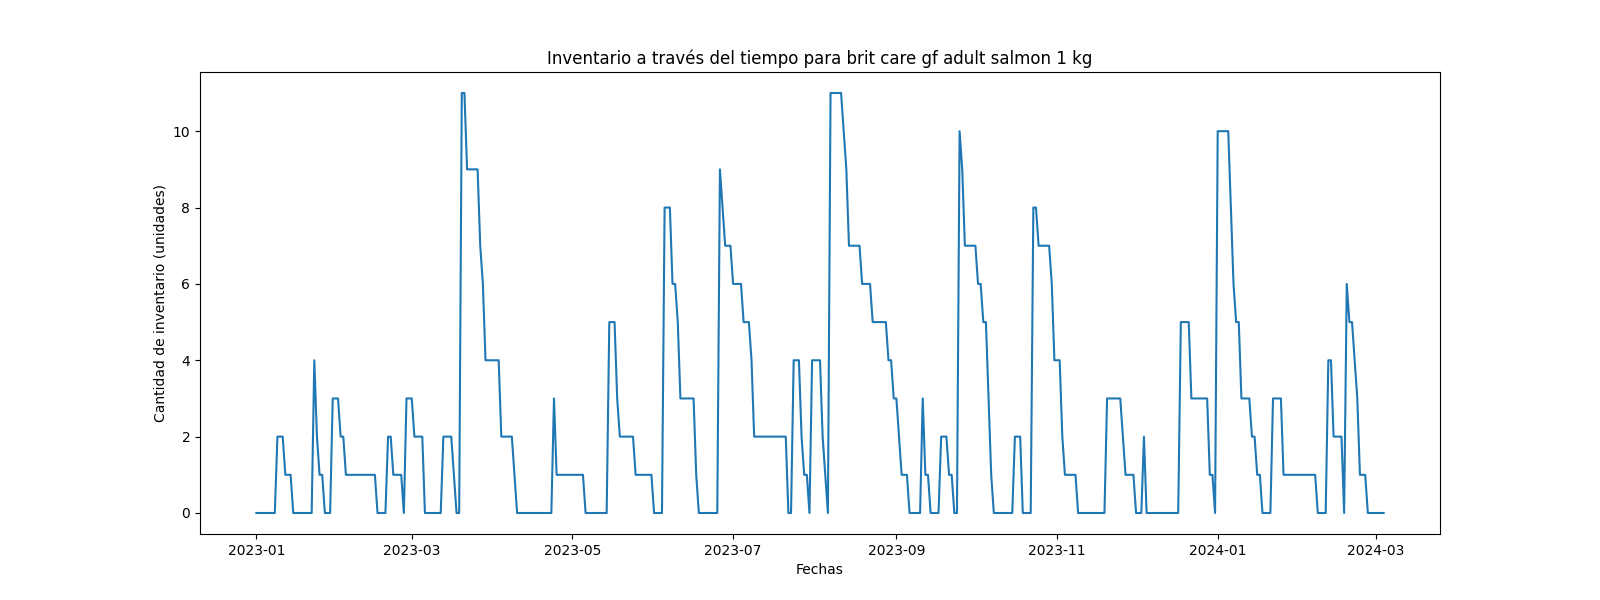 Inventario a través del tiempo para brit care gf adult salmon 1 kg
Cantidad de inventario (unidades)
10
8
6
4
2
0
2023-01 2023-03 2023-05 2023-07 2023-09 2023-11 2024-01 2024-03
Fechas